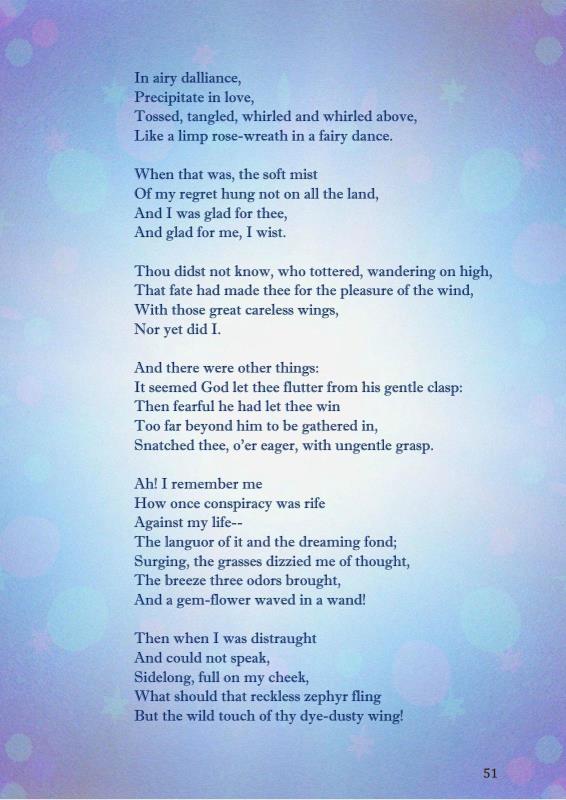 In airy dalliance,
Precipitate in love,
Tossed, tangled, whirled and whirled above,
Like a limp rose-wreath in a fairy dance.
When that was, the soft mist
Of my regret hung not on all the land,
And I was glad for thee,
And glad for me, I wist.
Thou didst not know, who tottered, wandering on high,
That fate had made thee for the pleasure of the wind,
With those great careless wings,
Nor yet did I.
And there were other things:
It seemed God let thee flutter from his gentle clasp:
Then fearful he had let thee win
Too far beyond him to be gathered in,
Snatched thee, o’er eager, with ungentle grasp.
Ah! I remember me
How once conspiracy was rife
Against my life--
The languor of it and the dreaming fond;
Surging, the grasses dizzied me of thought,
The breeze three odors brought,
And a gem-flower waved in a wand!
Then when I was distraught
And could not speak,
Sidelong, full on my cheek,
What should that reckless zephyr fling
But the wild touch of thy dye-dusty wing!
51